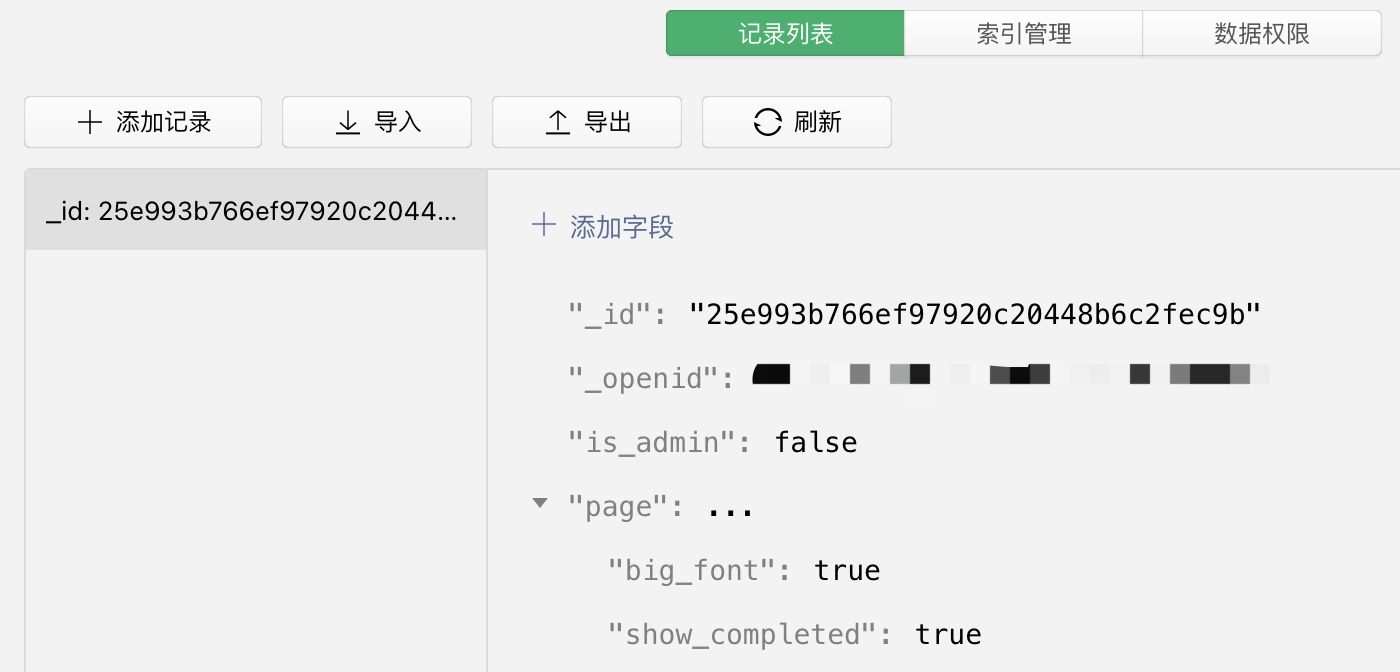 记录列表 索引管理 数据权限
添加记录 导入 导出 刷新
_id: 25e993b766ef97920c2044...
添加字段
"_id": "25e993b766ef97920c20448b6c2fec9b"
"_openid":
"is_admin": false
"page": ...
"big_font": true
"show_completed": true